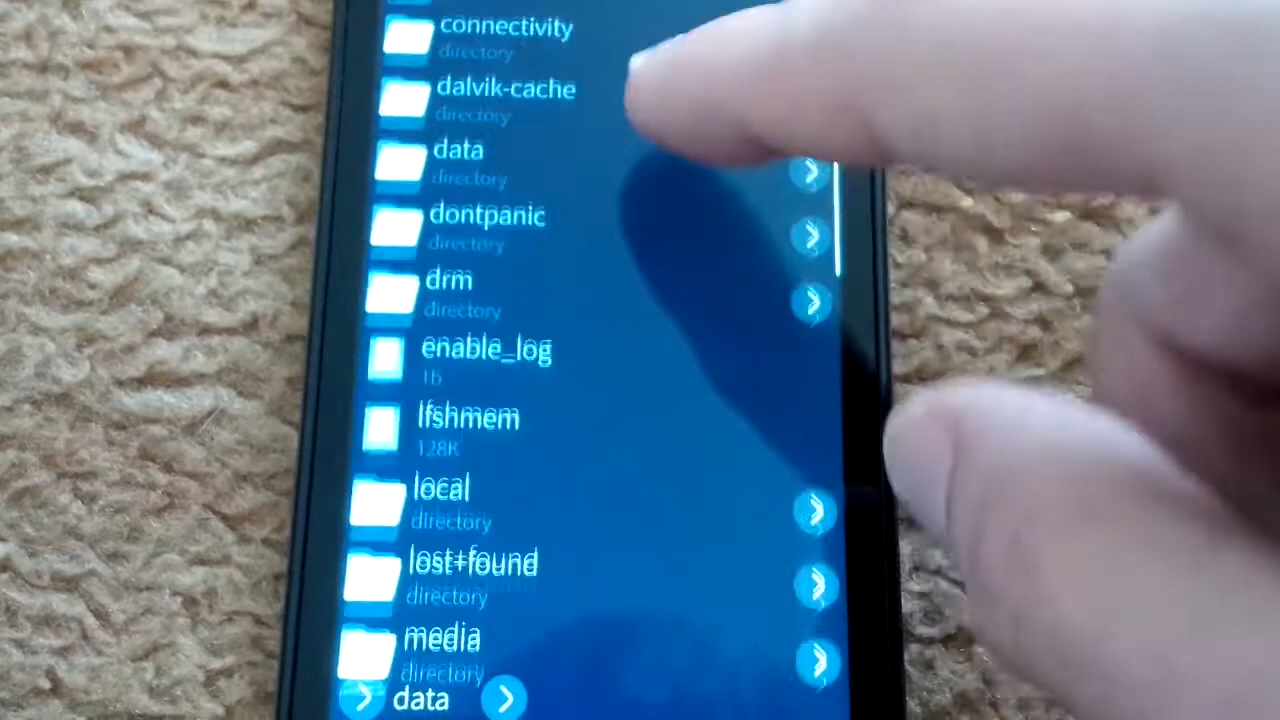 connectivity
directory
dalvik-cache
directory
data
directory
dontpanic
directory
drm
directory
enable_log
1b
lfshmem
128K
local
directory
lost+found
directory
media
directory
data